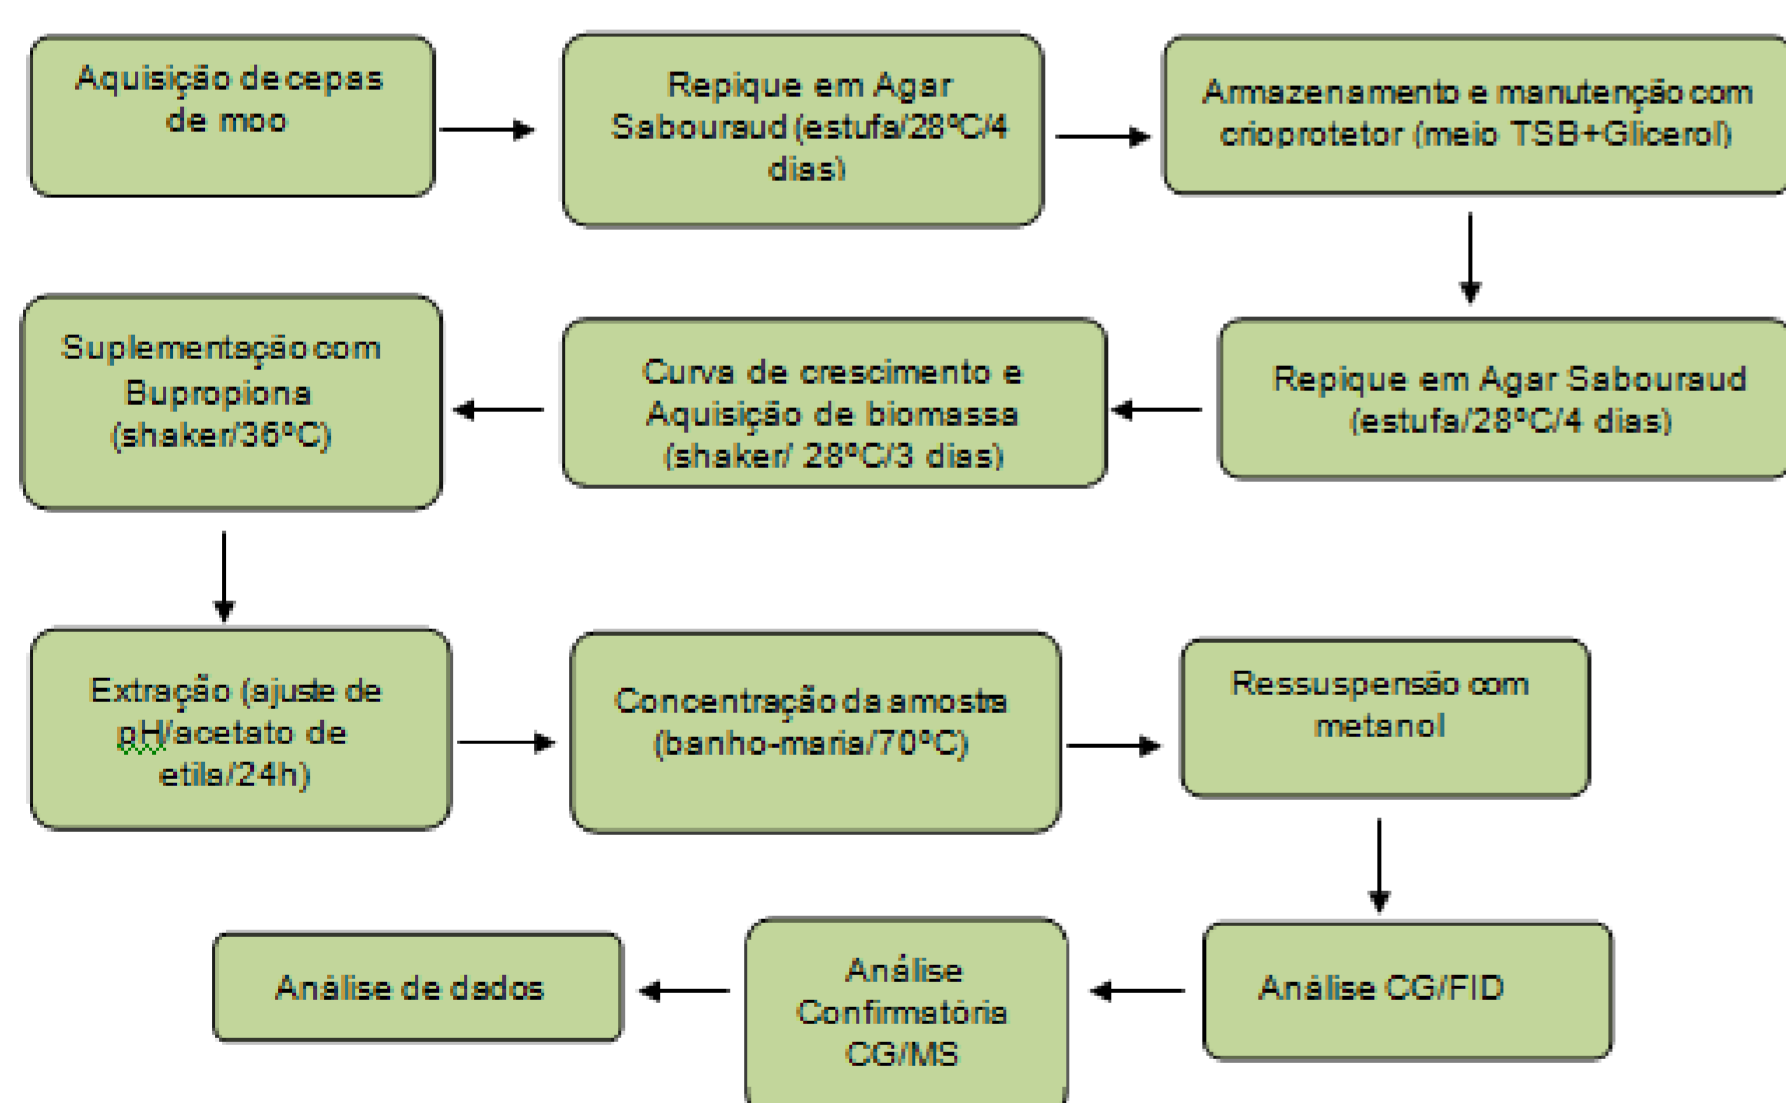 Aquisição de cepas
de moo
Repique em Agar
Sabouraud (estufa/28ºC/4
dias)
Armazenamento e manutenção com
crioprotetor (meio TSB+Glicerol)
Repique em Agar Sabouraud
(estufa/28ºC/4 dias)
Curva de crescimento e
Aquisição de biomassa
(shaker/ 28ºC/3 dias)
Suplementação com
Bupropiona
(shaker/36ºC)
Extração (ajuste de
pH/acetato de
etila/24h)
Concentração da amostra
(banho-maria/70ºC)
Ressuspensão com
metanol
Análise CG/FID
Análise
Confirmatória
CG/MS
Análise de dados